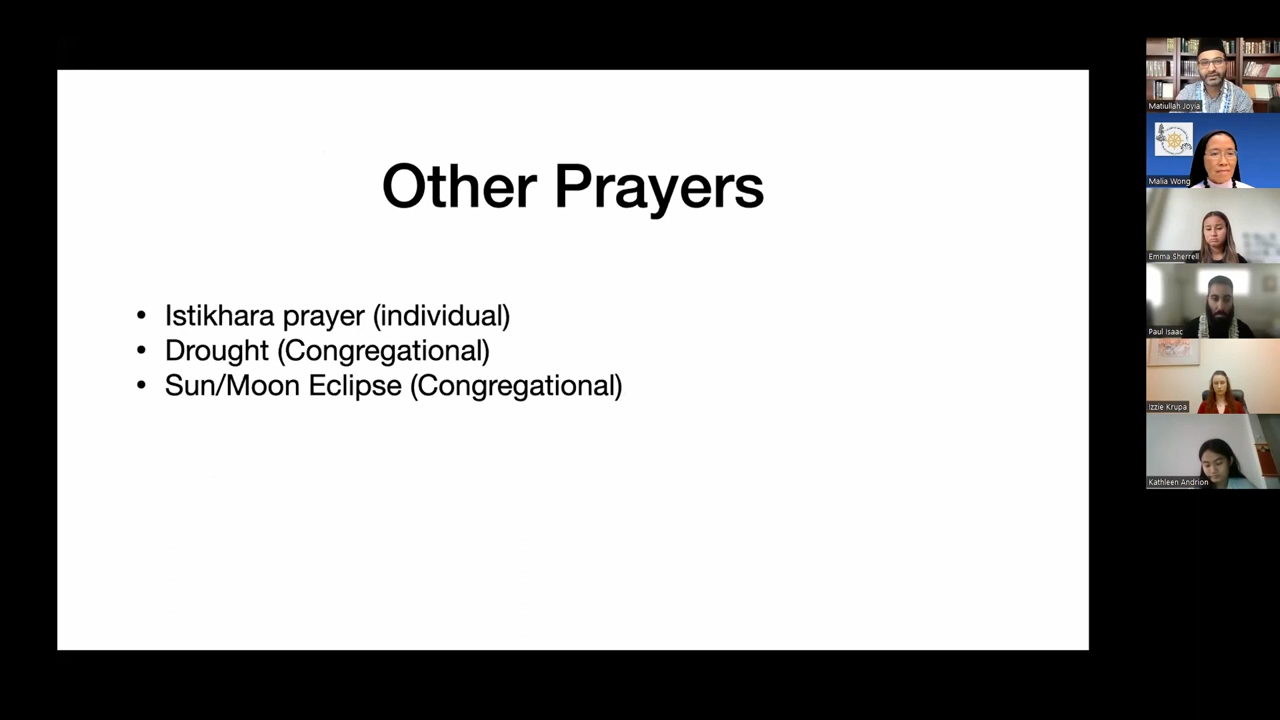 Other Prayers
• Istikhara prayer (individual)
• Drought (Congregational)
• Sun/Moon Eclipse (Congregational)
Matiullah Joyia
Malia Wong
Emma Sherrell
Paul Isaac
Izzie Krupa
Kathleen Andrion